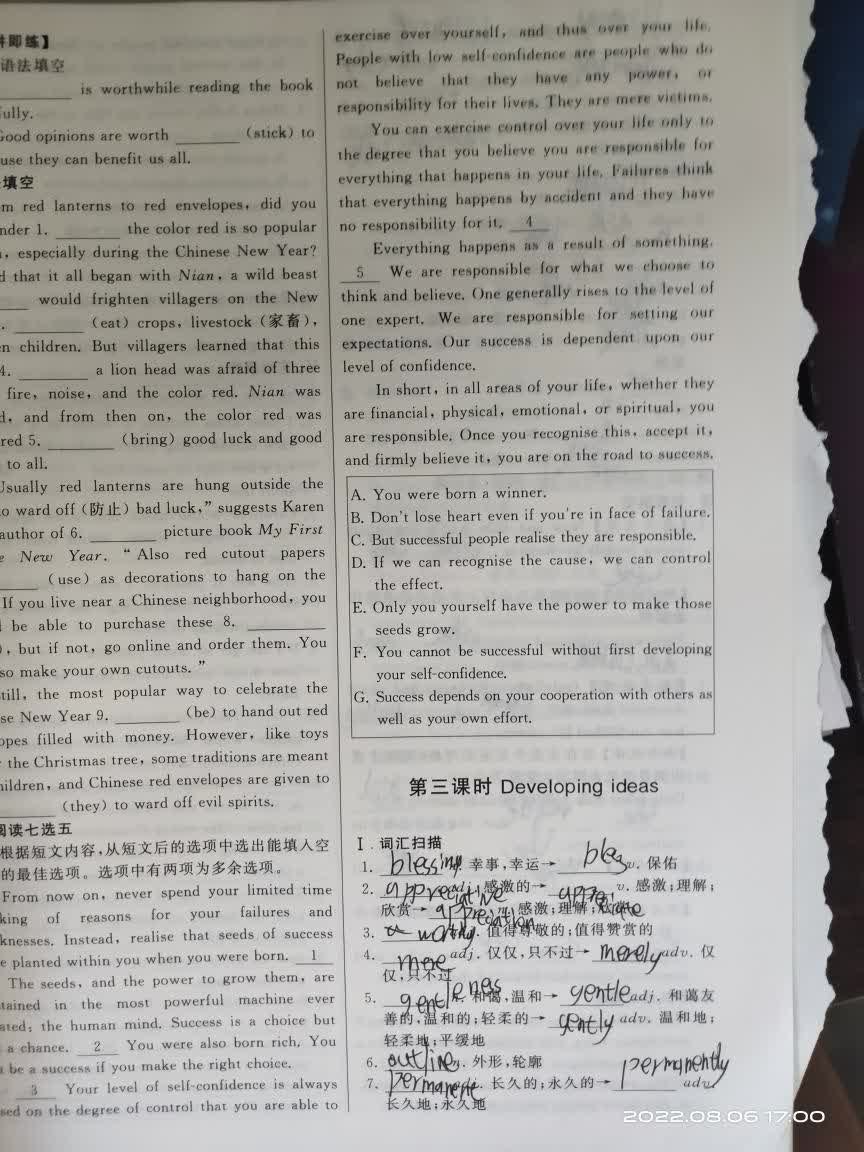 井即练】
语法填空
________ is worthwhile reading the book
fully.
Good opinions are worth ________ (stick) to
use they can benefit us all.
填空
m red lanterns to red envelopes, did you
nder 1. ________ the color red is so popular
, especially during the Chinese New Year?
d that it all began with Nian, a wild beast
____ would frighten villagers on the New
. ________ (eat) crops, livestock (家畜),
n children. But villagers learned that this
4. ________ a lion head was afraid of three
fire, noise, and the color red. Nian was
d, and from then on, the color red was
red 5. ________ (bring) good luck and good
to all.
Usually red lanterns are hung outside the
o ward off (防止) bad luck,” suggests Karen
author of 6. ________ picture book My First
e New Year. “Also red cutout papers
____ (use) as decorations to hang on the
If you live near a Chinese neighborhood, you
be able to purchase these 8. ________
), but if not, go online and order them. You
so make your own cutouts.”
till, the most popular way to celebrate the
se New Year 9. ________ (be) to hand out red
opes filled with money. However, like toys
the Christmas tree, some traditions are meant
hildren, and Chinese red envelopes are given to
________ (they) to ward off evil spirits.
阅读七选五
根据短文内容,从短文后的选项中选出能填入空
的最佳选项。选项中有两项为多余选项。
From now on, never spend your limited time
king of reasons for your failures and
knesses. Instead, realise that seeds of success
e planted within you when you were born. 1
The seeds, and the power to grow them, are
tained in the most powerful machine ever
ated: the human mind. Success is a choice but
a chance. 2 You were also born rich. You
be a success if you make the right choice.
3 Your level of self-confidence is always
sed on the degree of control that you are able to
exercise over yourself, and thus over your life.
People with low self-confidence are people who do
not believe that they have any power, or
responsibility for their lives. They are mere victims.
You can exercise control over your life only to
the degree that you believe you are responsible for
everything that happens in your life. Failures think
that everything happens by accident and they have
no responsibility for it. 4
Everything happens as a result of something.
5 We are responsible for what we choose to
think and believe. One generally rises to the level of
one expert. We are responsible for setting our
expectations. Our success is dependent upon our
level of confidence.
In short, in all areas of your life, whether they
are financial, physical, emotional, or spiritual, you
are responsible. Once you recognise this, accept it,
and firmly believe it, you are on the road to success.
A. You were born a winner.
B. Don't lose heart even if you're in face of failure.
C. But successful people realise they are responsible.
D. If we can recognise the cause, we can control
the effect.
E. Only you yourself have the power to make those
seeds grow.
F. You cannot be successful without first developing
your self-confidence.
G. Success depends on your cooperation with others as
well as your own effort.
第三课时 Developing ideas
Ⅰ. 词汇扫描
1. blessing 幸事,幸运→ bless v. 保佑
2. appreciative adj. 感激的→ appreciate v. 感激;理解;
欣赏→ appreciation n. 感激;理解;欣赏
3. worthy adj. 值得尊敬的;值得赞赏的
4. mere adj. 仅仅,只不过→ merely adv. 仅
仅,只不过
5. gentleness n. 和蔼,温和→ gentle adj. 和蔼友
善的,温和的;轻柔的→ gently adv. 温和地;
轻柔地;平缓地
6. outline n. 外形,轮廓
7. permanent adj. 长久的;永久的→ permanently adv.
长久地;永久地
2022.08.06 17:00